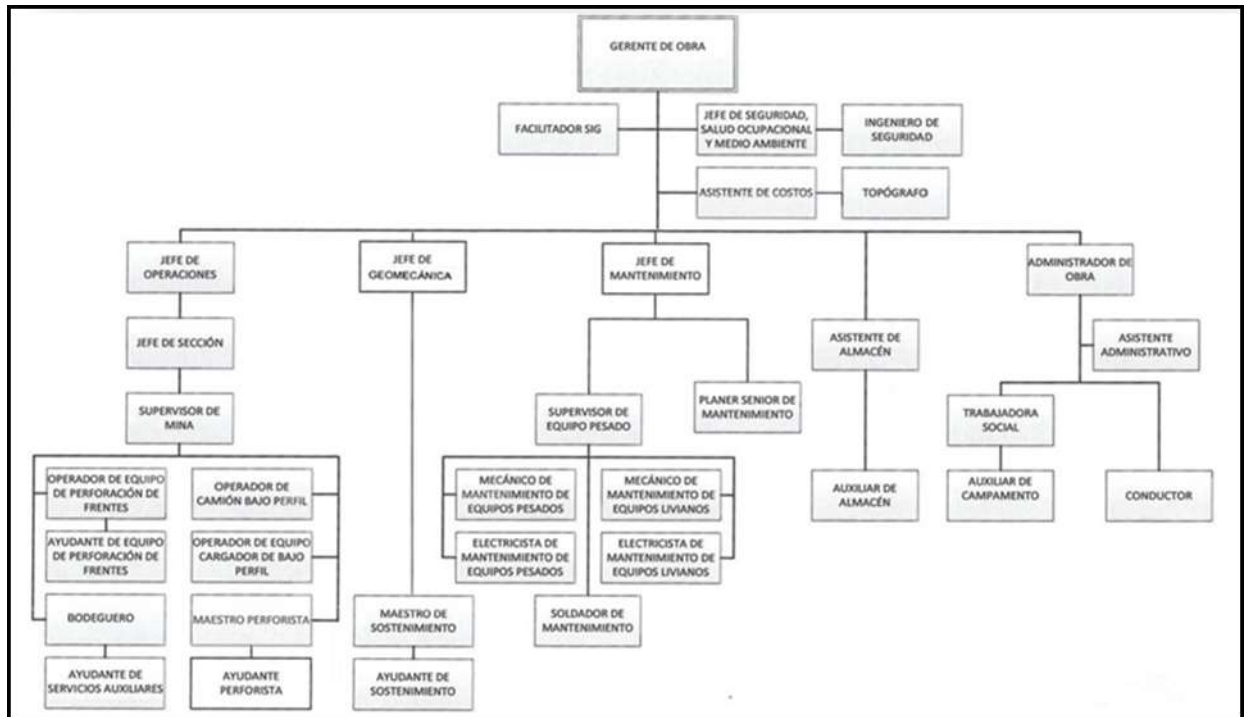 GERENTE DE OBRA
FACILITADOR SIG
JEFE DE SEGURIDAD,
SALUD OCUPACIONAL
Y MEDIO AMBIENTE
INGENIERO DE
SEGURIDAD
ASISTENTE DE COSTOS
TOPÓGRAFO
JEFE DE
OPERACIONES
JEFE DE
GEOMECÁNICA
JEFE DE
MANTENIMIENTO
ADMINISTRADOR DE
OBRA
JEFE DE SECCIÓN
ASISTENTE DE
ALMACÉN
ASISTENTE
ADMINISTRATIVO
SUPERVISOR DE
MINA
SUPERVISOR DE
EQUIPO PESADO
PLANER SENIOR DE
MANTENIMIENTO
TRABAJADORA
SOCIAL
OPERADOR DE EQUIPO
DE PERFORACIÓN DE
FRENTES
OPERADOR DE
CAMIÓN BAJO PERFIL
MECÁNICO DE
MANTENIMIENTO DE
EQUIPOS PESADOS
MECÁNICO DE
MANTENIMIENTO DE
EQUIPOS LIVIANOS
AUXILIAR DE
ALMACÉN
AUXILIAR DE
CAMPAMENTO
CONDUCTOR
AYUDANTE DE EQUIPO
DE PERFORACIÓN DE
FRENTES
OPERADOR DE EQUIPO
CARGADOR DE BAJO
PERFIL
ELECTRICISTA DE
MANTENIMIENTO DE
EQUIPOS PESADOS
ELECTRICISTA DE
MANTENIMIENTO DE
EQUIPOS LIVIANOS
BODEGUERO
MAESTRO PERFORISTA
MAESTRO DE
SOSTENIMIENTO
SOLDADOR DE
MANTENIMIENTO
AYUDANTE DE
SERVICIOS AUXILIARES
AYUDANTE
PERFORISTA
AYUDANTE DE
SOSTENIMIENTO